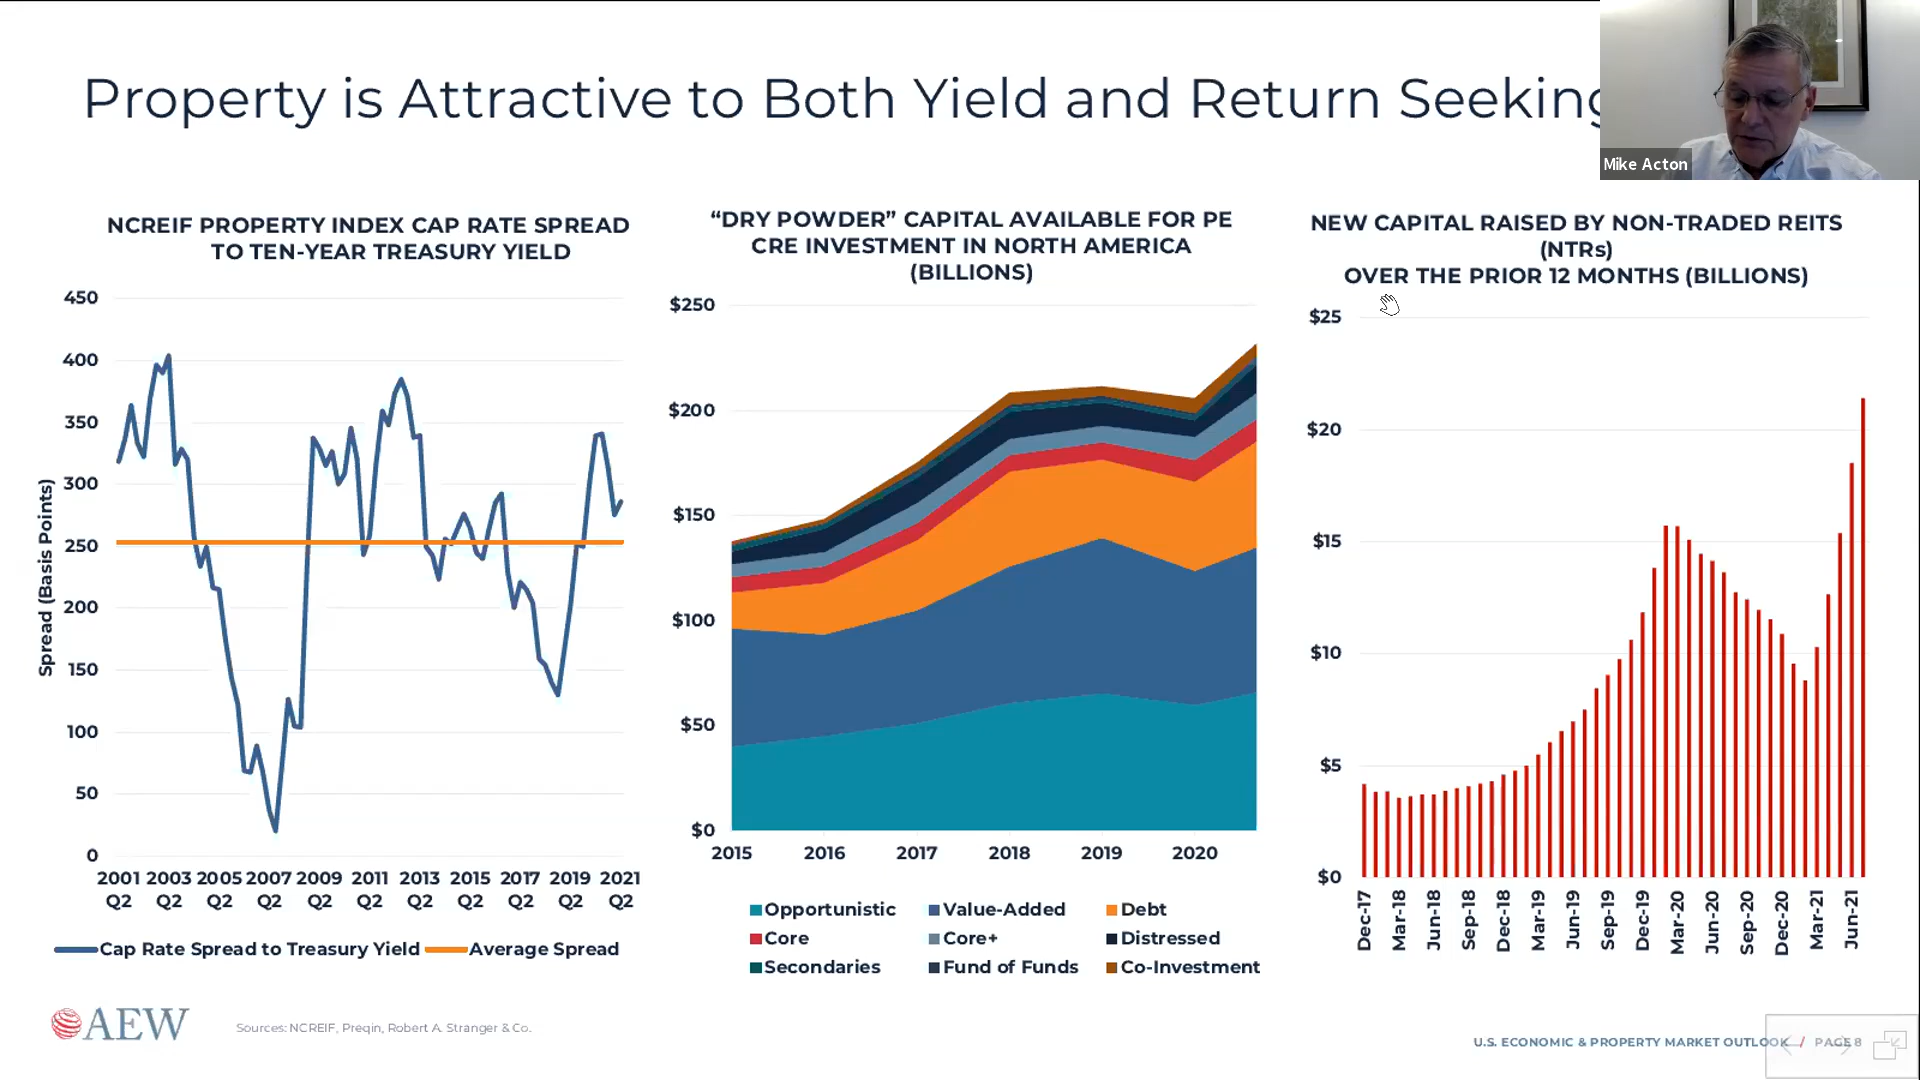 Property is Attractive to Both Yield and Return Seeking
Mike Acton
NCREIF PROPERTY INDEX CAP RATE SPREAD
TO TEN-YEAR TREASURY YIELD
450
400
350
300
250
200
150
100
50
0
Spread (Basis Points)
2001 2003 2005 2007 2009 2011 2013 2015 2017 2019 2021
Q2 Q2 Q2 Q2 Q2 Q2 Q2 Q2 Q2 Q2 Q2
Cap Rate Spread to Treasury Yield Average Spread
“DRY POWDER” CAPITAL AVAILABLE FOR PE
CRE INVESTMENT IN NORTH AMERICA
(BILLIONS)
$250
$200
$150
$100
$50
$0
2015 2016 2017 2018 2019 2020
Opportunistic Value-Added Debt
Core Core+ Distressed
Secondaries Fund of Funds Co-Investment
NEW CAPITAL RAISED BY NON-TRADED REITS
(NTRs)
OVER THE PRIOR 12 MONTHS (BILLIONS)
$25
$20
$15
$10
$5
$0
Dec-17 Mar-18 Jun-18 Sep-18 Dec-18 Mar-19 Jun-19 Sep-19 Dec-19 Mar-20 Jun-20 Sep-20 Dec-20 Mar-21 Jun-21
AEW
Sources: NCREIF, Preqin, Robert A. Stranger & Co.
U.S. ECONOMIC & PROPERTY MARKET OUTLOOK / PAGE 8